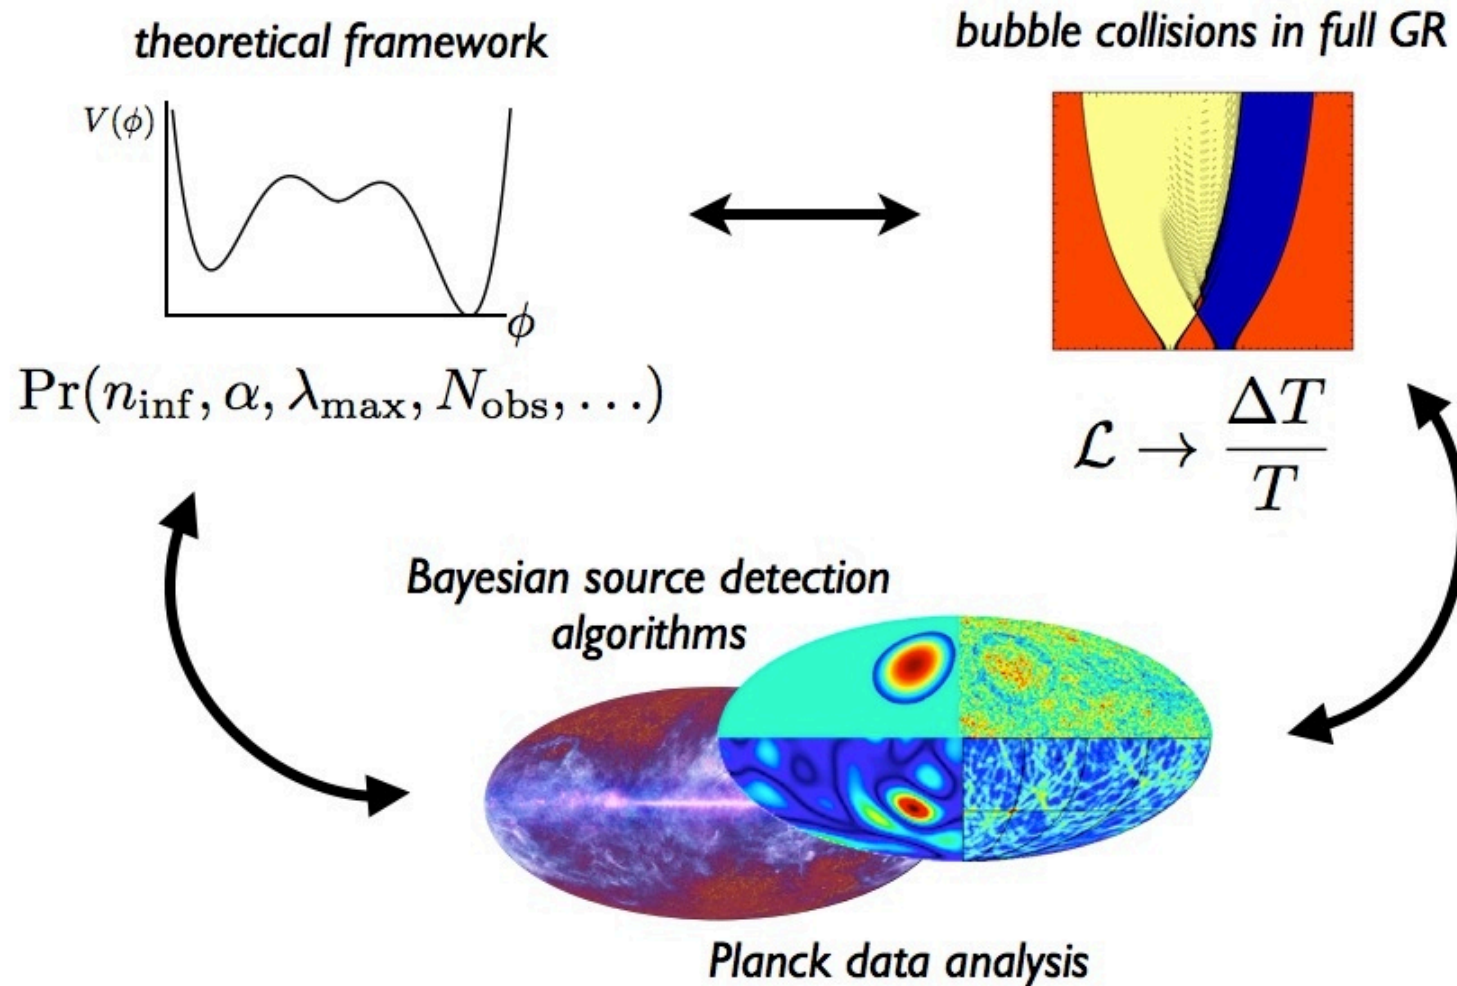 theoretical framework
bubble collisions in full GR
V(ϕ)
ϕ
Pr(n_inf, α, λ_max, N_obs, …)
ℒ → ΔT/T
Bayesian source detection
algorithms
Planck data analysis